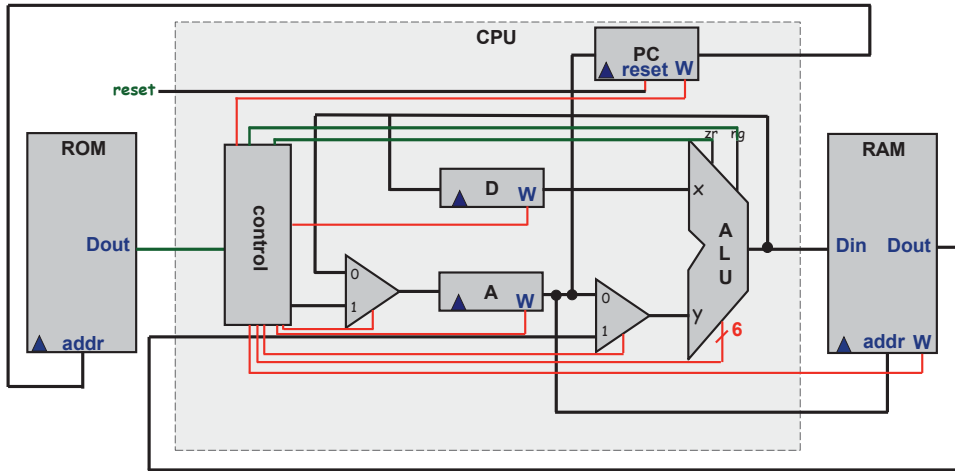 CPU
PC
reset W
reset
zr ng
ROM
RAM
D
W
x
control
Dout
A
L
U
Din Dout
0
1
A
W
0
1
y
6
addr
addr W